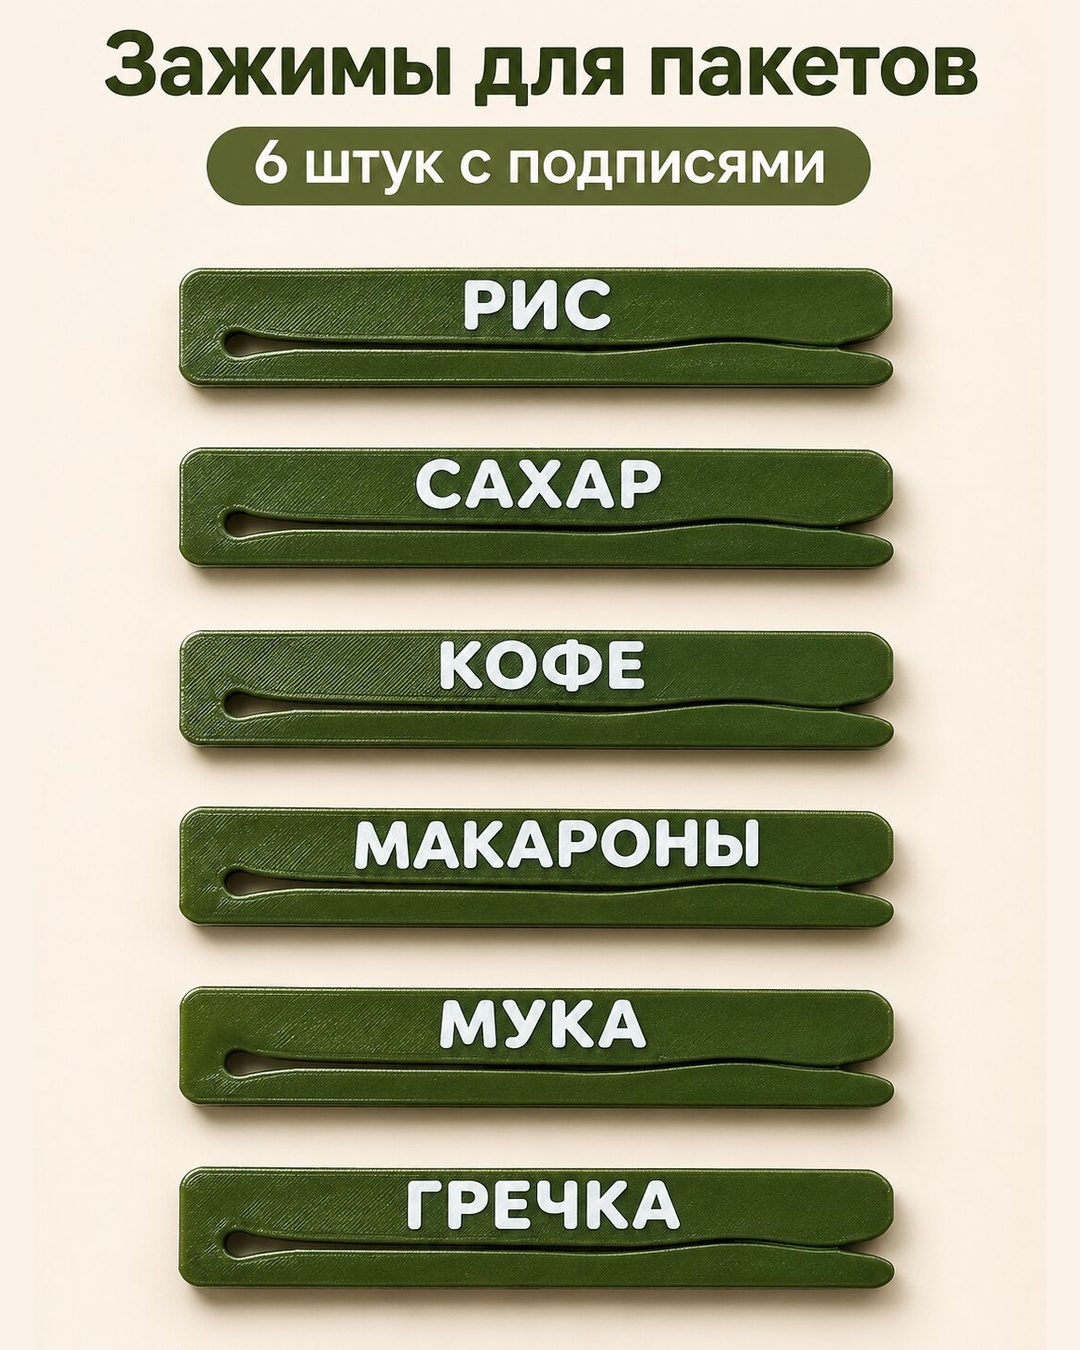 Зажимы для пакетов
6 штук с подписями
РИС
САХАР
КОФЕ
МАКАРОНЫ
МУКА
ГРЕЧКА